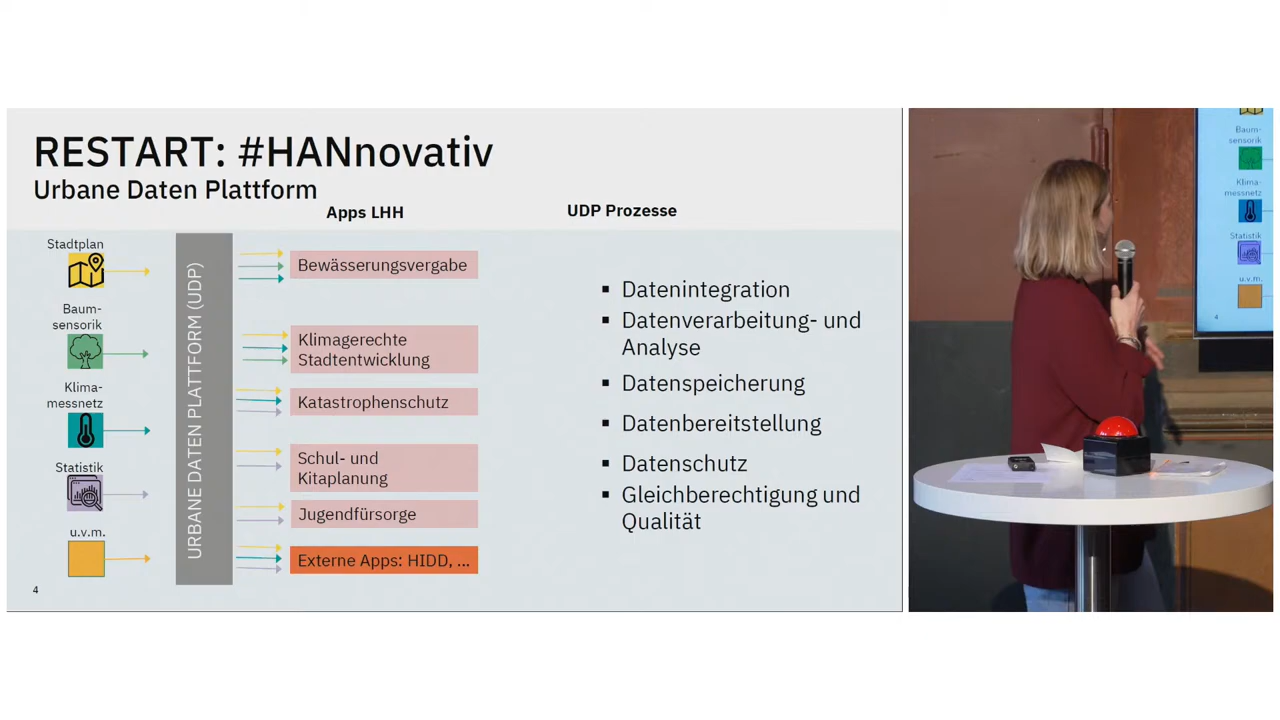 RESTART: #HANnovativ
Urbane Daten Plattform
Apps LHH
UDP Prozesse
Stadtplan
Baum-
sensorik
Klima-
messnetz
Statistik
u.v.m.
URBANE DATEN PLATTFORM (UDP)
Bewässerungsvergabe
Klimagerechte
Stadtentwicklung
Katastrophenschutz
Schul- und
Kitaplanung
Jugendfürsorge
Externe Apps: HIDD, ...
▪ Datenintegration
▪ Datenverarbeitung- und
Analyse
▪ Datenspeicherung
▪ Datenbereitstellung
▪ Datenschutz
▪ Gleichberechtigung und
Qualität
4
Baum-
sensorik
Klima-
messnetz
Statistik
u.v.m.
4